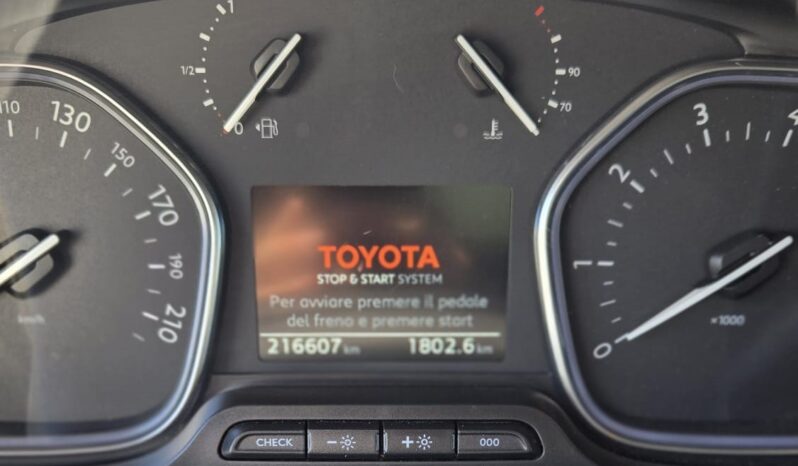 1
1/2
0
90
70
110
130
150
170
190
210
km/h
TOYOTA
STOP & START SYSTEM
Per avviare premere il pedale
del freno e premere start
216607 km
1802.6 km
0
1
2
3
4
x1000
CHECK
-
+
000